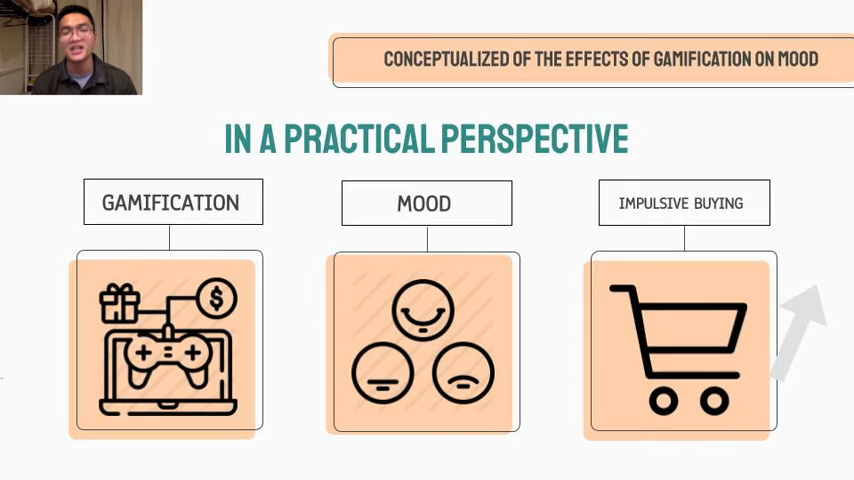 CONCEPTUALIZED OF THE EFFECTS OF GAMIFICATION ON MOOD
IN A PRACTICAL PERSPECTIVE
GAMIFICATION
MOOD
IMPULSIVE BUYING
$